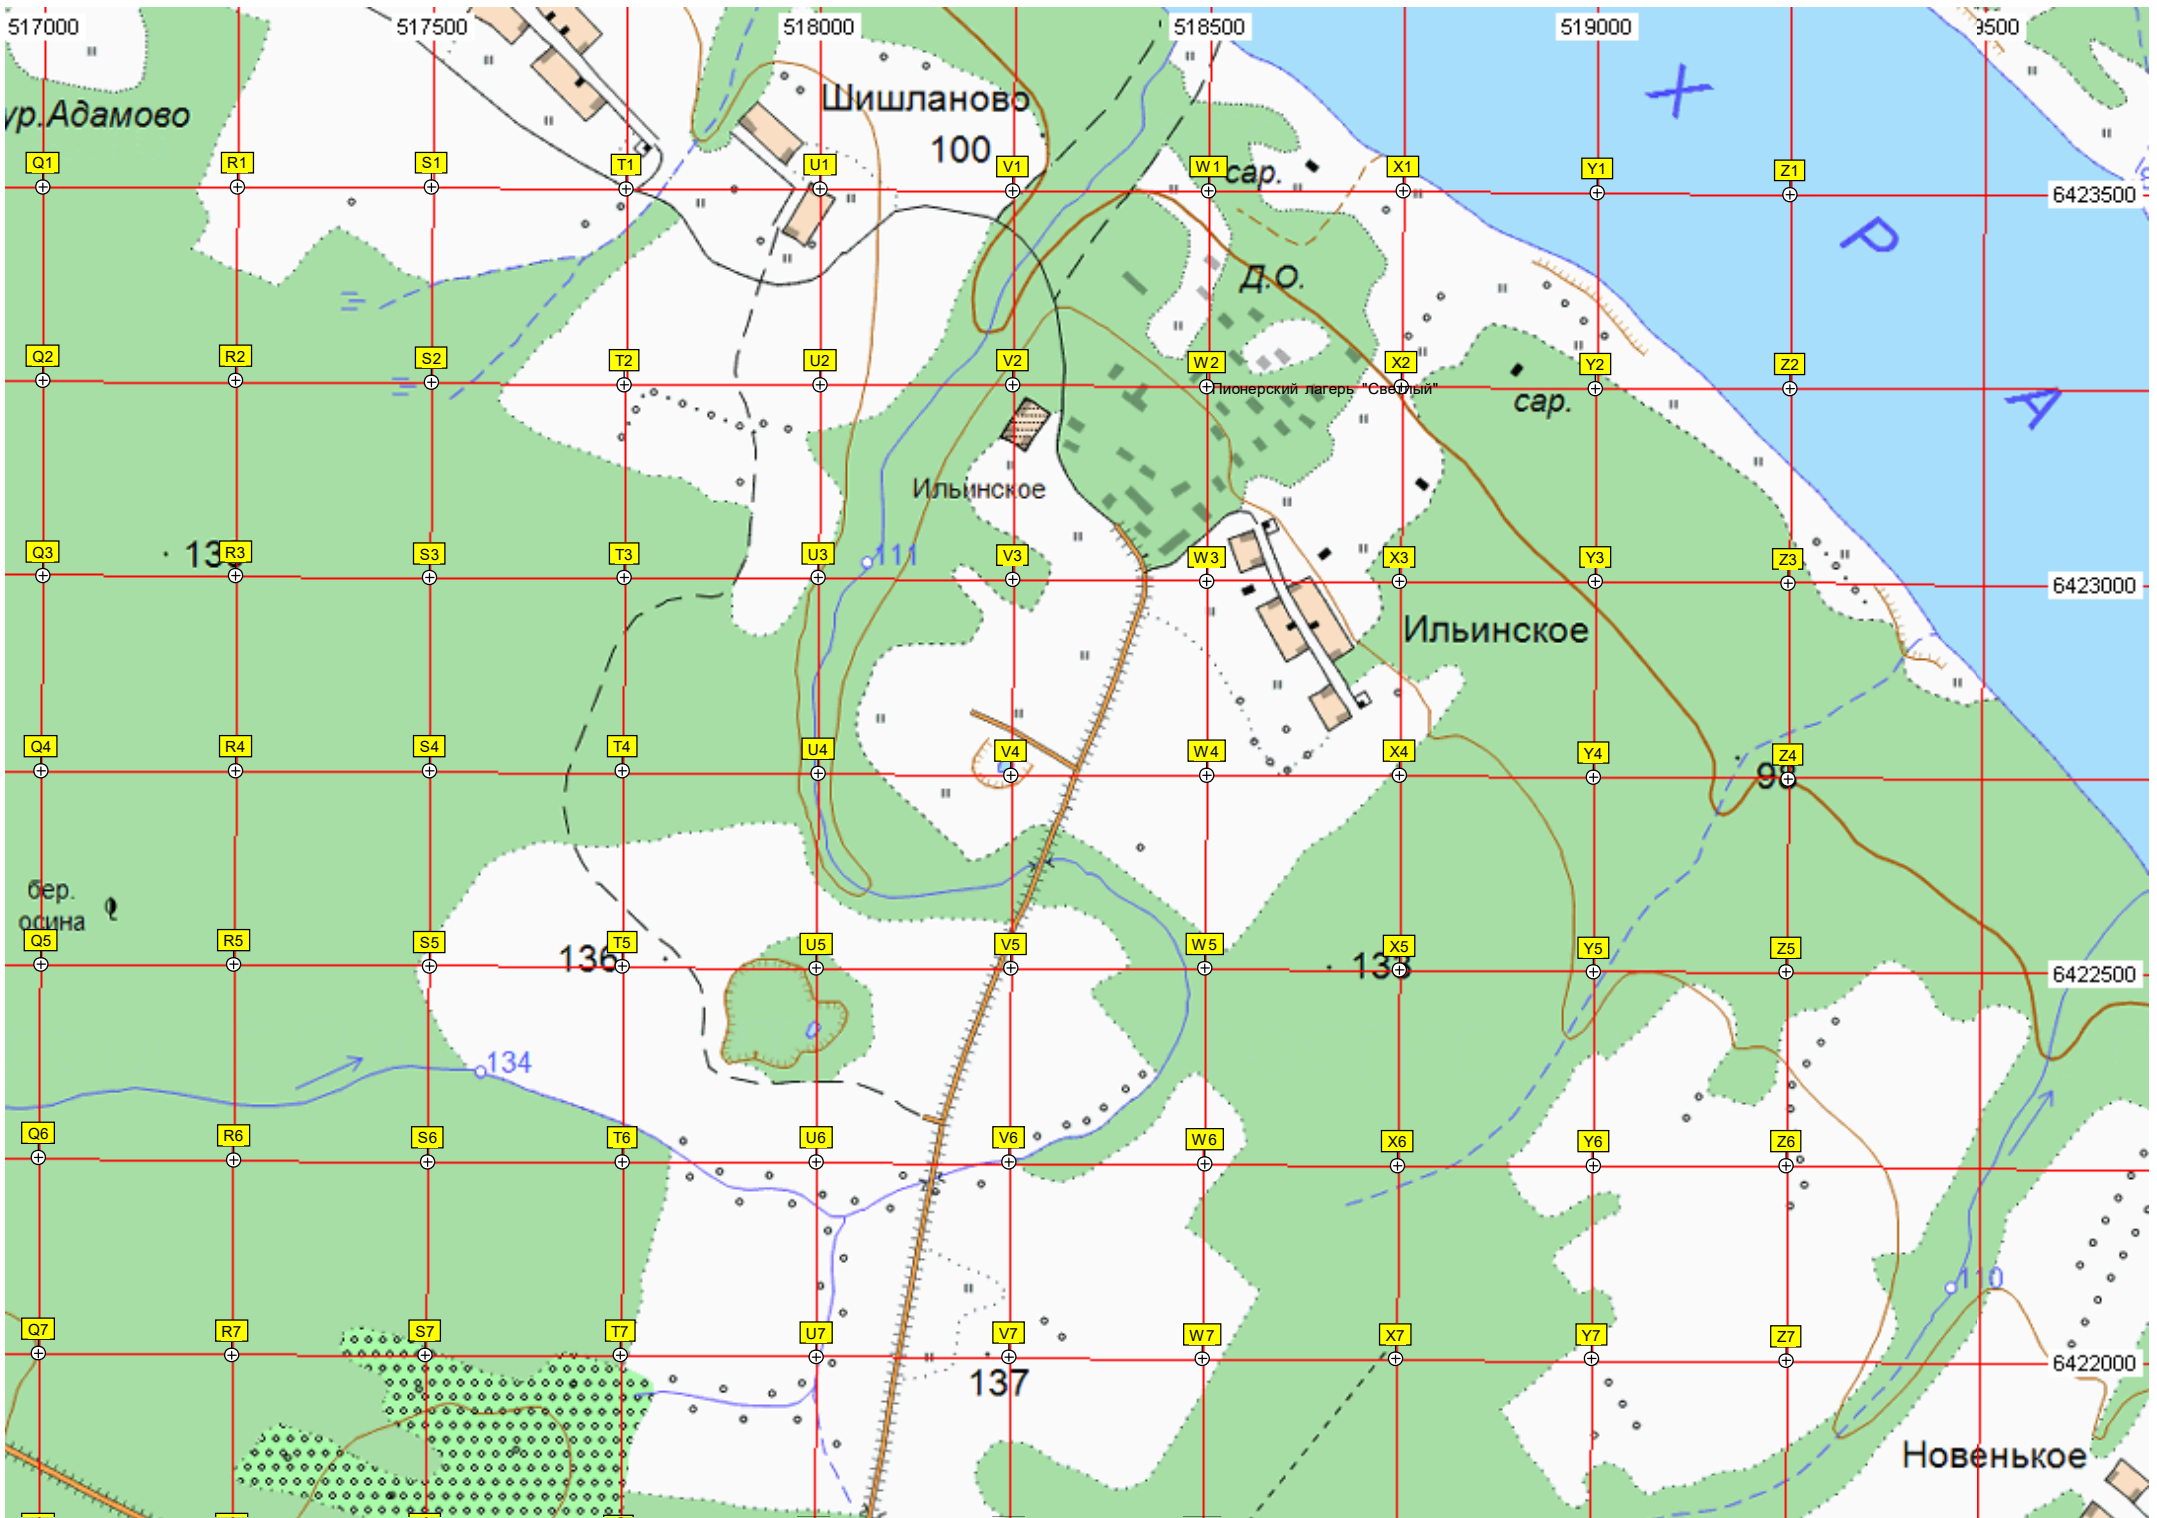 517000 517500 518000 518500 519000 9500
Х
ур.Адамово
Шишланово
100
Q1 R1 S1 T1 U1 V1 W1 X1 Y1 Z1
сар.
6423500
Р
Д.О.
Q2 R2 S2 T2 U2 V2 W2 X2 Y2 Z2
Пионерский лагерь "Светлый"
сар.
А
Ильинское
Q3 R3 S3 T3 U3 V3 W3 X3 Y3 Z3
111
6423000
Ильинское
Q4 R4 S4 T4 U4 V4 W4 X4 Y4 Z4
98
бер.
осина
Q5 R5 S5 T5 U5 V5 W5 X5 Y5 Z5
136
133
6422500
134
Q6 R6 S6 T6 U6 V6 W6 X6 Y6 Z6
110
Q7 R7 S7 T7 U7 V7 W7 X7 Y7 Z7
6422000
137
Новенькое